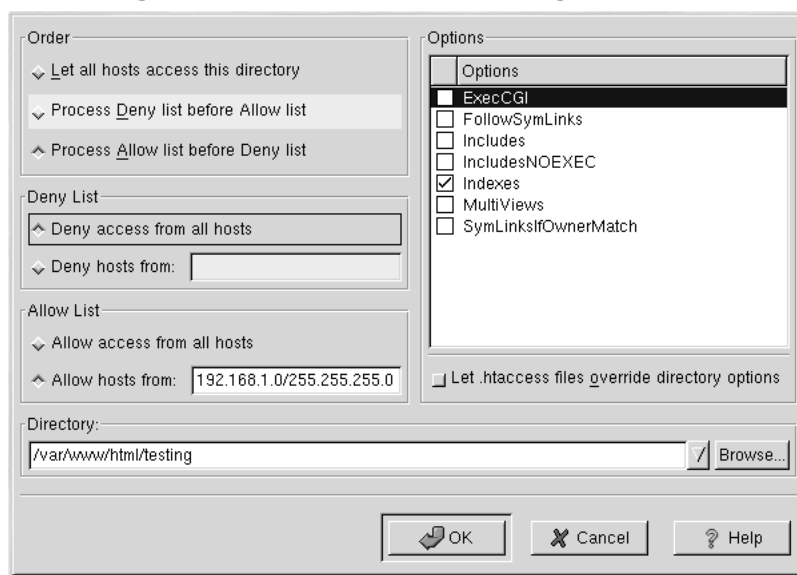 Order
Let all hosts access this directory
Process Deny list before Allow list
Process Allow list before Deny list
Deny List
Deny access from all hosts
Deny hosts from:
Allow List
Allow access from all hosts
Allow hosts from: 192.168.1.0/255.255.255.0
Options
Options
ExecCGI
FollowSymLinks
Includes
IncludesNOEXEC
Indexes
MultiViews
SymLinksIfOwnerMatch
Let .htaccess files override directory options
Directory:
/var/www/html/testing Browse...
OK Cancel Help